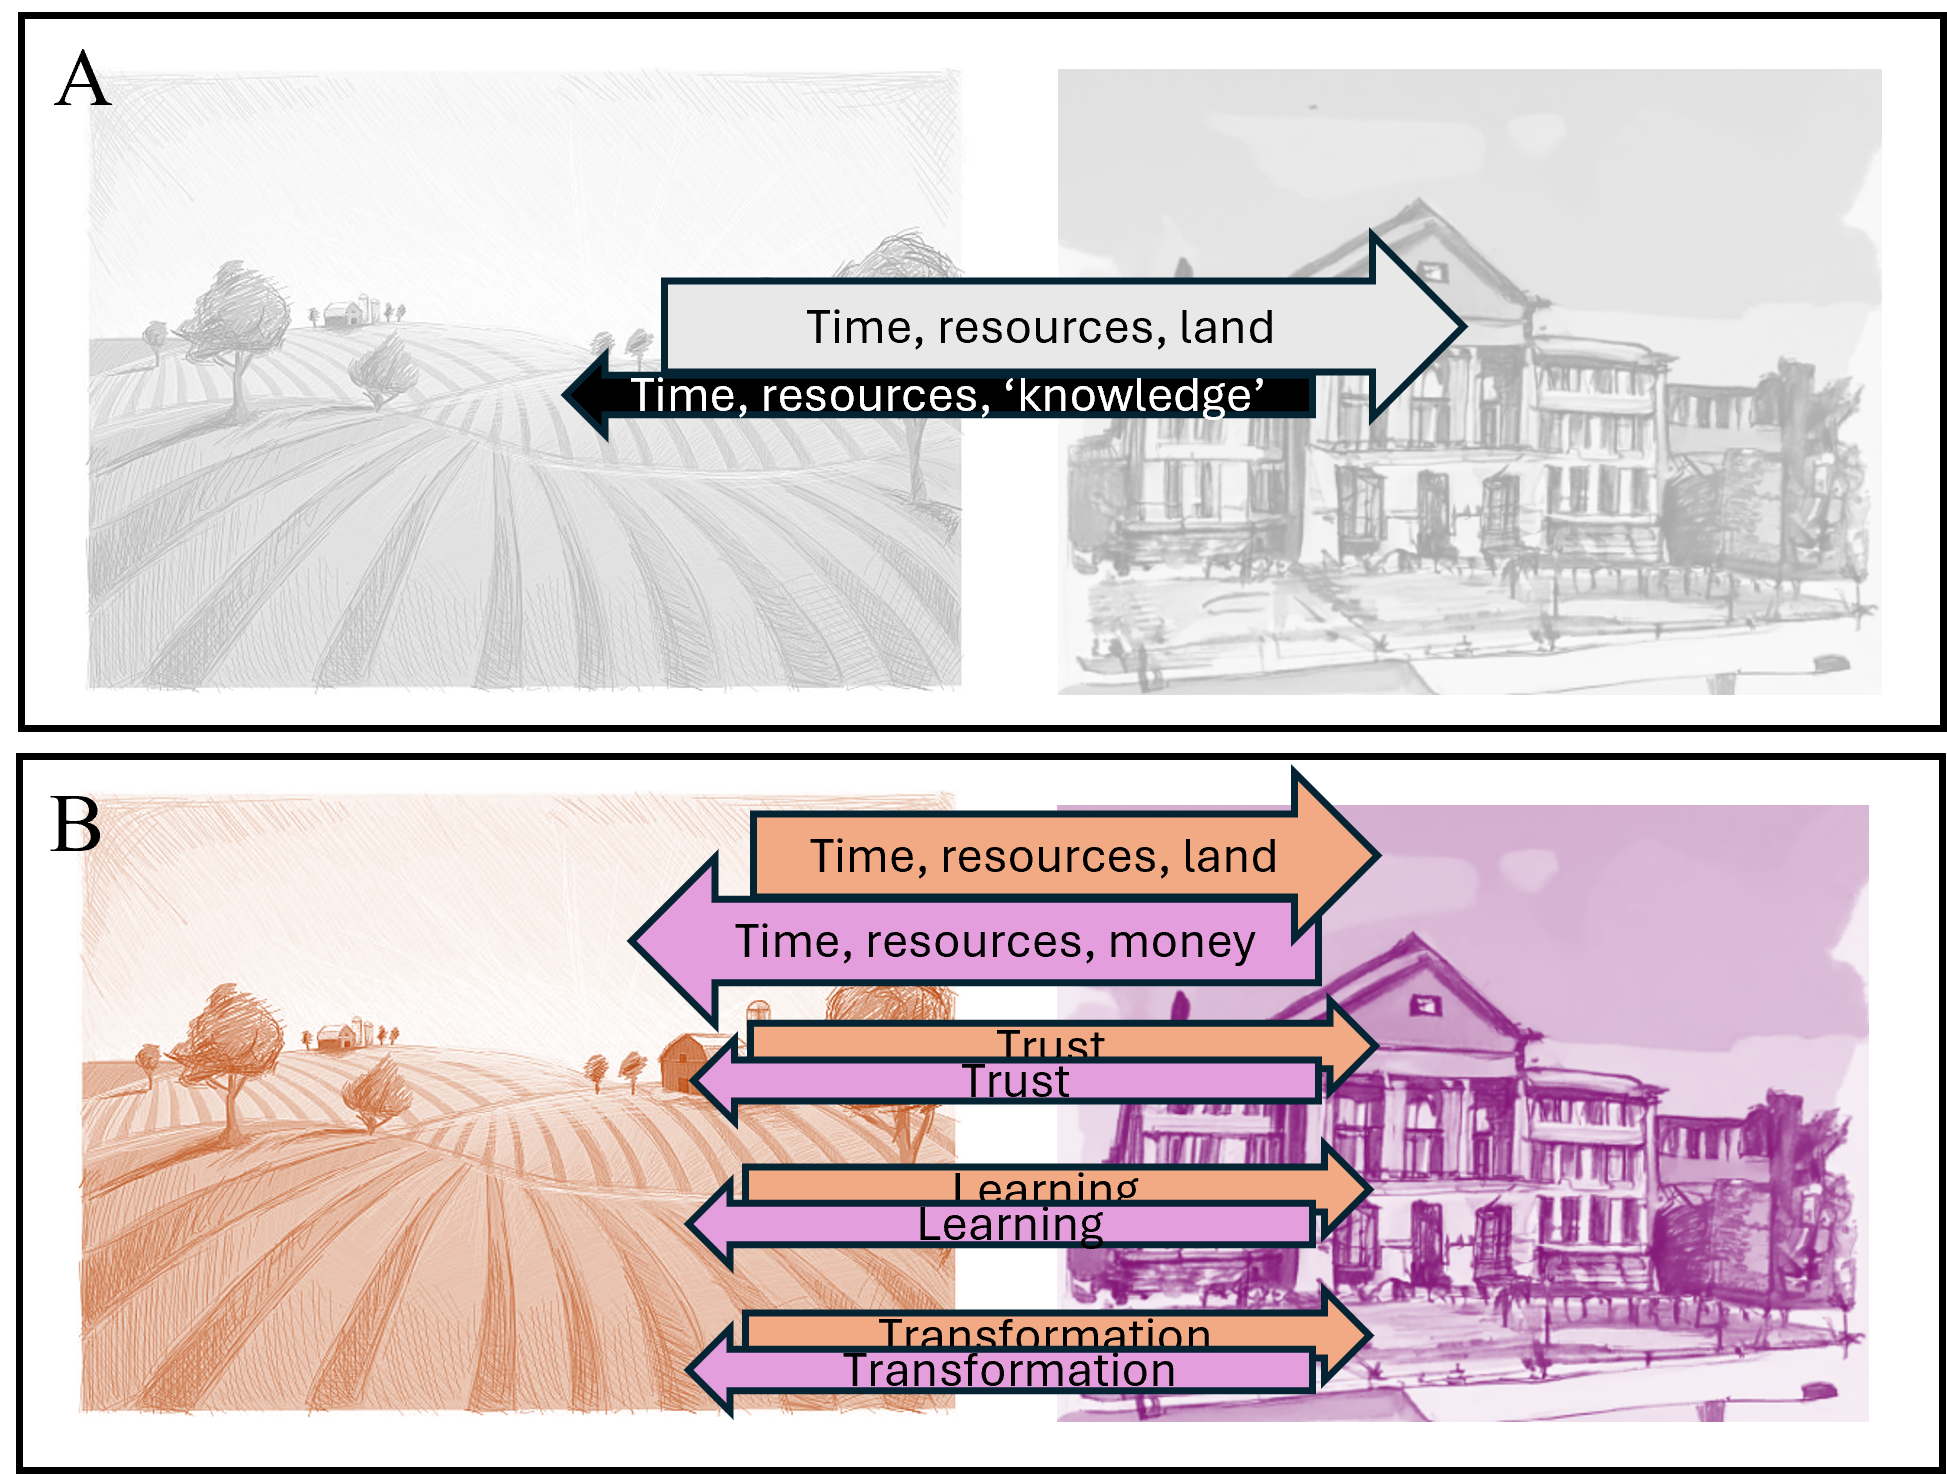 A
Time, resources, land
Time, resources, ‘knowledge’
B
Time, resources, land
Time, resources, money
Trust
Trust
Learning
Learning
Transformation
Transformation